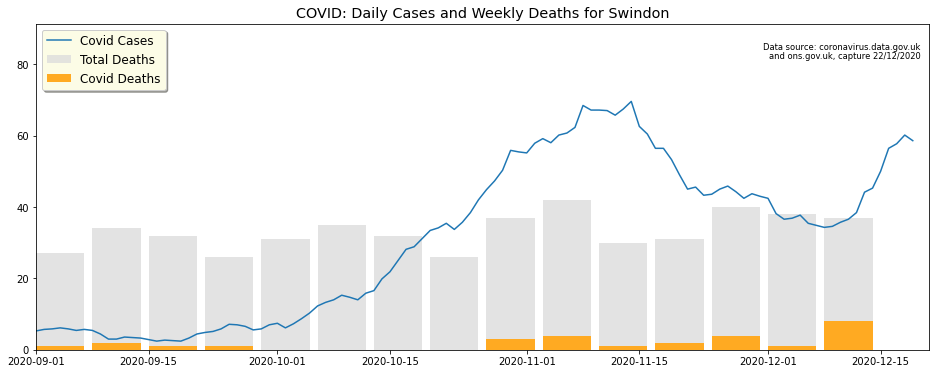 COVID: Daily Cases and Weekly Deaths for Swindon
Covid Cases
Total Deaths
Covid Deaths
Data source: coronavirus.data.gov.uk
and ons.gov.uk, capture 22/12/2020
80
60
40
20
0
2020-09-01 2020-09-15 2020-10-01 2020-10-15 2020-11-01 2020-11-15 2020-12-01 2020-12-15